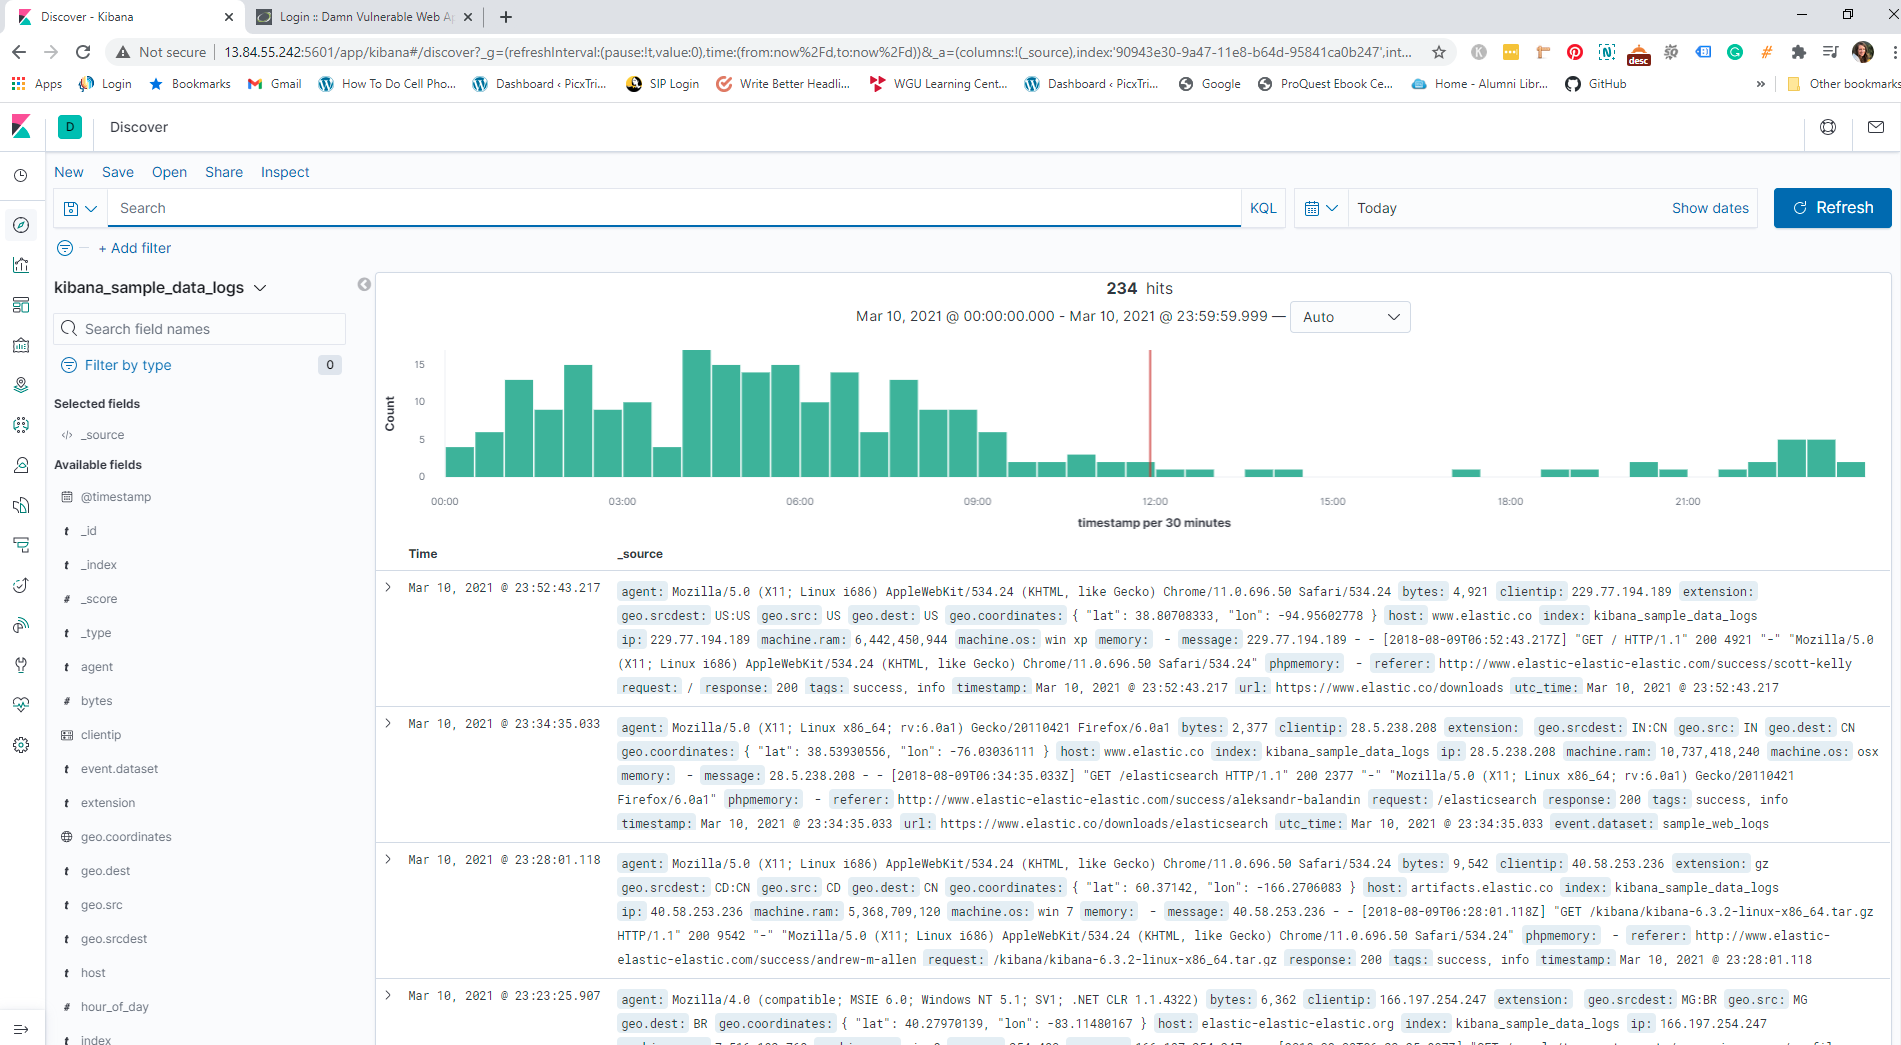 Discover - Kibana
Login :: Damn Vulnerable Web Ap
Not secure
13.84.55.242:5601/app/kibana#/discover?_g=(refreshInterval:(pause:!t,value:0),time:(from:now%2Fd,to:now%2Fd))&_a=(columns:!(_source),index:'90943e30-9a47-11e8-b64d-95841ca0b247',int...
desc
Apps Login Bookmarks Gmail How To Do Cell Pho... Dashboard ‹ PicxTri... SIP Login Write Better Headli... WGU Learning Cent... Dashboard ‹ PicxTri... Google ProQuest Ebook Ce... Home - Alumni Libr... GitHub » Other bookmarks
D Discover
New Save Open Share Inspect
Search KQL Today Show dates Refresh
+ Add filter
kibana_sample_data_logs
Search field names
Filter by type 0
Selected fields
</> _source
Available fields
@timestamp
t _id
t _index
# _score
t _type
t agent
# bytes
clientip
t event.dataset
t extension
geo.coordinates
t geo.dest
t geo.src
t geo.srcdest
t host
# hour_of_day
t index
234 hits
Mar 10, 2021 @ 00:00:00.000 - Mar 10, 2021 @ 23:59:59.999 — Auto
Count
15
10
5
0
00:00 03:00 06:00 09:00 12:00 15:00 18:00 21:00
timestamp per 30 minutes
Time _source
Mar 10, 2021 @ 23:52:43.217 agent: Mozilla/5.0 (X11; Linux i686) AppleWebKit/534.24 (KHTML, like Gecko) Chrome/11.0.696.50 Safari/534.24 bytes: 4,921 clientip: 229.77.194.189 extension:
geo.srcdest: US:US geo.src: US geo.dest: US geo.coordinates: { "lat": 38.80708333, "lon": -94.95602778 } host: www.elastic.co index: kibana_sample_data_logs
ip: 229.77.194.189 machine.ram: 6,442,450,944 machine.os: win xp memory: - message: 229.77.194.189 - - [2018-08-09T06:52:43.217Z] "GET / HTTP/1.1" 200 4921 "-" "Mozilla/5.0
(X11; Linux i686) AppleWebKit/534.24 (KHTML, like Gecko) Chrome/11.0.696.50 Safari/534.24" phpmemory: - referer: http://www.elastic-elastic-elastic.com/success/scott-kelly
request: / response: 200 tags: success, info timestamp: Mar 10, 2021 @ 23:52:43.217 url: https://www.elastic.co/downloads utc_time: Mar 10, 2021 @ 23:52:43.217
Mar 10, 2021 @ 23:34:35.033 agent: Mozilla/5.0 (X11; Linux x86_64; rv:6.0a1) Gecko/20110421 Firefox/6.0a1 bytes: 2,377 clientip: 28.5.238.208 extension: geo.srcdest: IN:CN geo.src: IN geo.dest: CN
geo.coordinates: { "lat": 38.53930556, "lon": -76.03036111 } host: www.elastic.co index: kibana_sample_data_logs ip: 28.5.238.208 machine.ram: 10,737,418,240 machine.os: osx
memory: - message: 28.5.238.208 - - [2018-08-09T06:34:35.033Z] "GET /elasticsearch HTTP/1.1" 200 2377 "-" "Mozilla/5.0 (X11; Linux x86_64; rv:6.0a1) Gecko/20110421
Firefox/6.0a1" phpmemory: - referer: http://www.elastic-elastic-elastic.com/success/aleksandr-balandin request: /elasticsearch response: 200 tags: success, info
timestamp: Mar 10, 2021 @ 23:34:35.033 url: https://www.elastic.co/downloads/elasticsearch utc_time: Mar 10, 2021 @ 23:34:35.033 event.dataset: sample_web_logs
Mar 10, 2021 @ 23:28:01.118 agent: Mozilla/5.0 (X11; Linux i686) AppleWebKit/534.24 (KHTML, like Gecko) Chrome/11.0.696.50 Safari/534.24 bytes: 9,542 clientip: 40.58.253.236 extension: gz
geo.srcdest: CD:CN geo.src: CD geo.dest: CN geo.coordinates: { "lat": 60.37142, "lon": -166.2706083 } host: artifacts.elastic.co index: kibana_sample_data_logs
ip: 40.58.253.236 machine.ram: 5,368,709,120 machine.os: win 7 memory: - message: 40.58.253.236 - - [2018-08-09T06:28:01.118Z] "GET /kibana/kibana-6.3.2-linux-x86_64.tar.gz
HTTP/1.1" 200 9542 "-" "Mozilla/5.0 (X11; Linux i686) AppleWebKit/534.24 (KHTML, like Gecko) Chrome/11.0.696.50 Safari/534.24" phpmemory: - referer: http://www.elastic-
elastic-elastic.com/success/andrew-m-allen request: /kibana/kibana-6.3.2-linux-x86_64.tar.gz response: 200 tags: success, info timestamp: Mar 10, 2021 @ 23:28:01.118
Mar 10, 2021 @ 23:23:25.907 agent: Mozilla/4.0 (compatible; MSIE 6.0; Windows NT 5.1; SV1; .NET CLR 1.1.4322) bytes: 6,362 clientip: 166.197.254.247 extension: geo.srcdest: MG:BR geo.src: MG
geo.dest: BR geo.coordinates: { "lat": 40.27970139, "lon": -83.11480167 } host: elastic-elastic-elastic.org index: kibana_sample_data_logs ip: 166.197.254.247